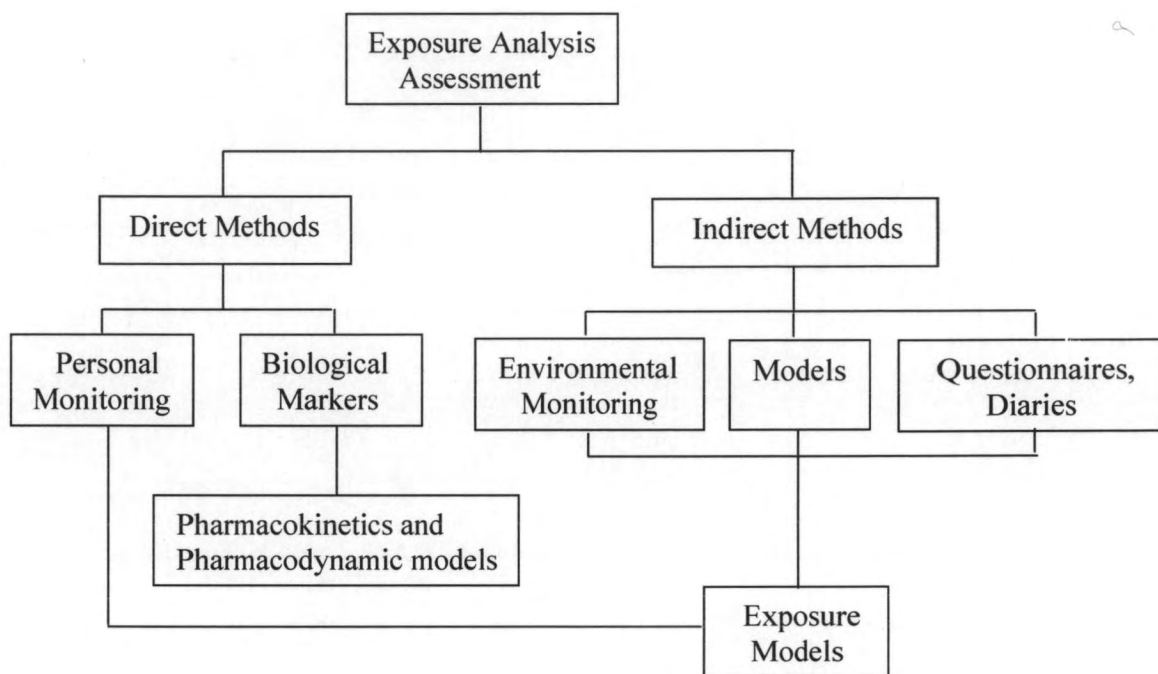 Exposure Analysis
Assessment
Direct Methods
Indirect Methods
Personal
Monitoring
Biological
Markers
Environmental
Monitoring
Models
Questionnaires,
Diaries
Pharmacokinetics and
Pharmacodynamic models
Exposure
Models